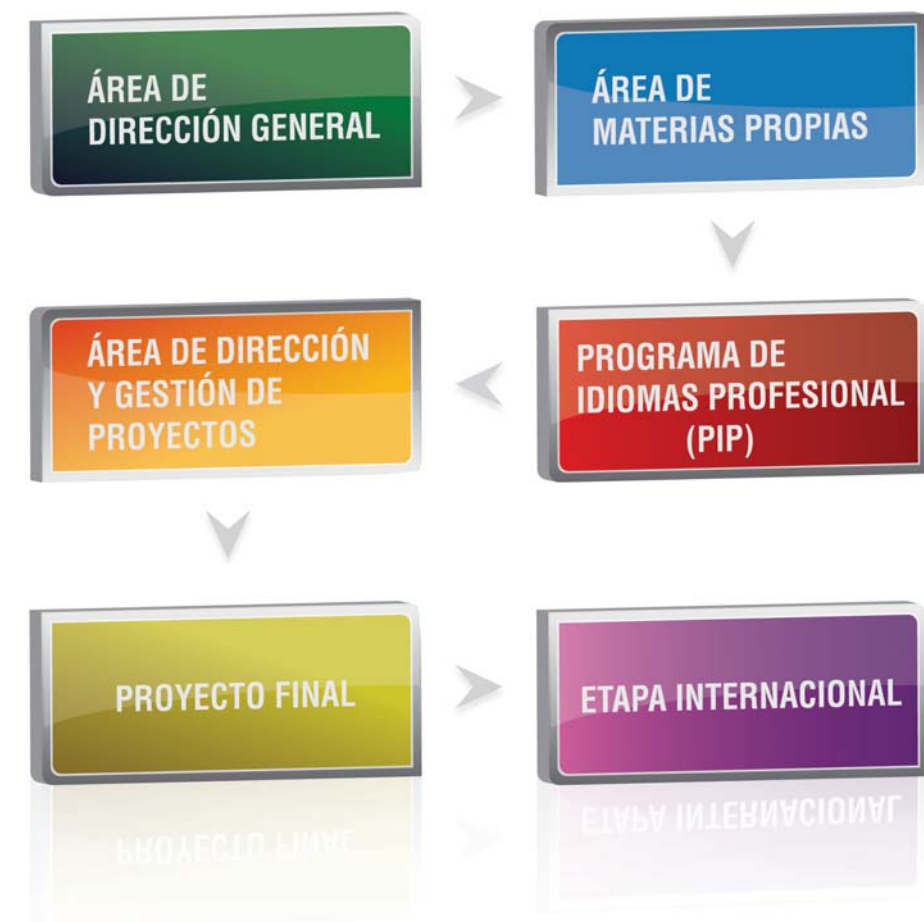 ÁREA DE
DIRECCIÓN GENERAL
ÁREA DE
MATERIAS PROPIAS
PROGRAMA DE
IDIOMAS PROFESIONAL
(PIP)
ÁREA DE DIRECCIÓN
Y GESTIÓN DE
PROYECTOS
PROYECTO FINAL
ETAPA INTERNACIONAL